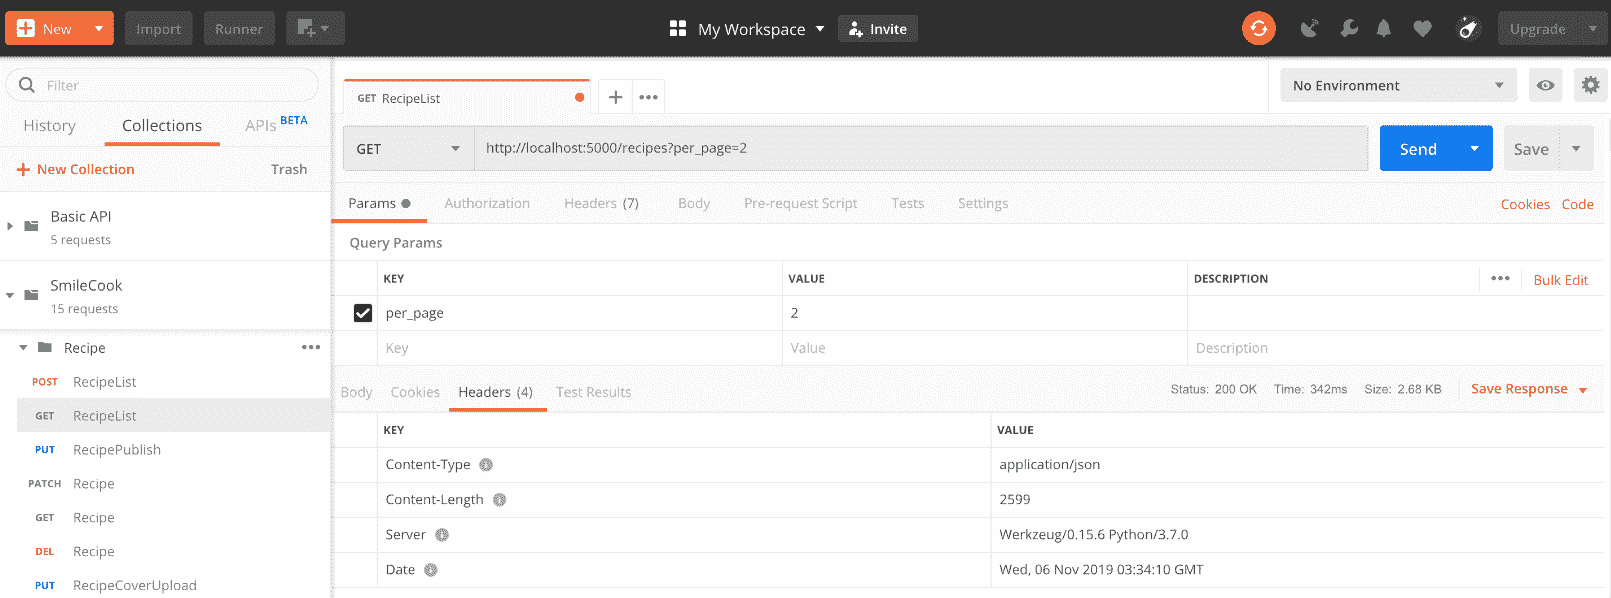 New Import Runner My Workspace Invite Upgrade
Filter
History Collections APIs BETA
New Collection Trash
Basic API
5 requests
SmileCook
15 requests
Recipe
POST RecipeList
GET RecipeList
PUT RecipePublish
PATCH Recipe
GET Recipe
DEL Recipe
PUT RecipeCoverUpload
GET RecipeList
No Environment
GET http://localhost:5000/recipes?per_page=2 Send Save
Params Authorization Headers (7) Body Pre-request Script Tests Settings Cookies Code
Query Params
KEY VALUE DESCRIPTION Bulk Edit
per_page 2
Key Value Description
Body Cookies Headers (4) Test Results Status: 200 OK Time: 342ms Size: 2.68 KB Save Response
KEY VALUE
Content-Type application/json
Content-Length 2599
Server Werkzeug/0.15.6 Python/3.7.0
Date Wed, 06 Nov 2019 03:34:10 GMT